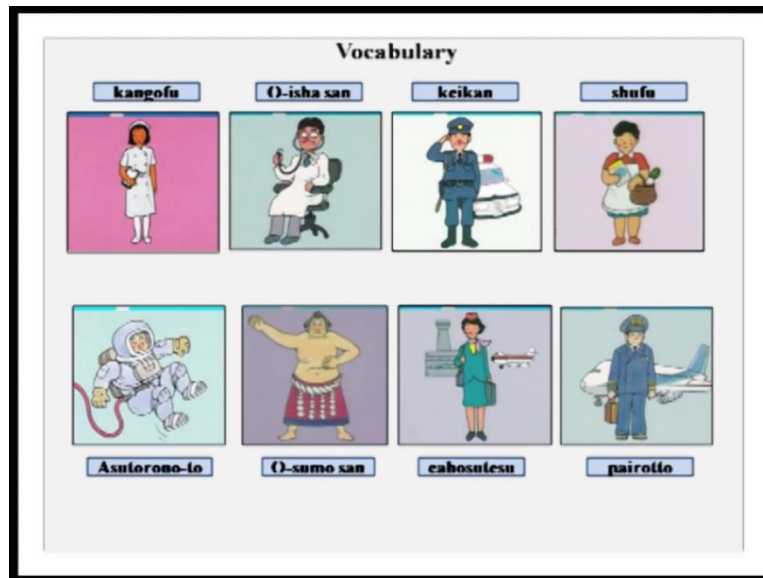 Vocabulary
kangofu
O-isha san
keikan
shufu
Asutorono-to
O-sumo san
eahosutesu
pairotto